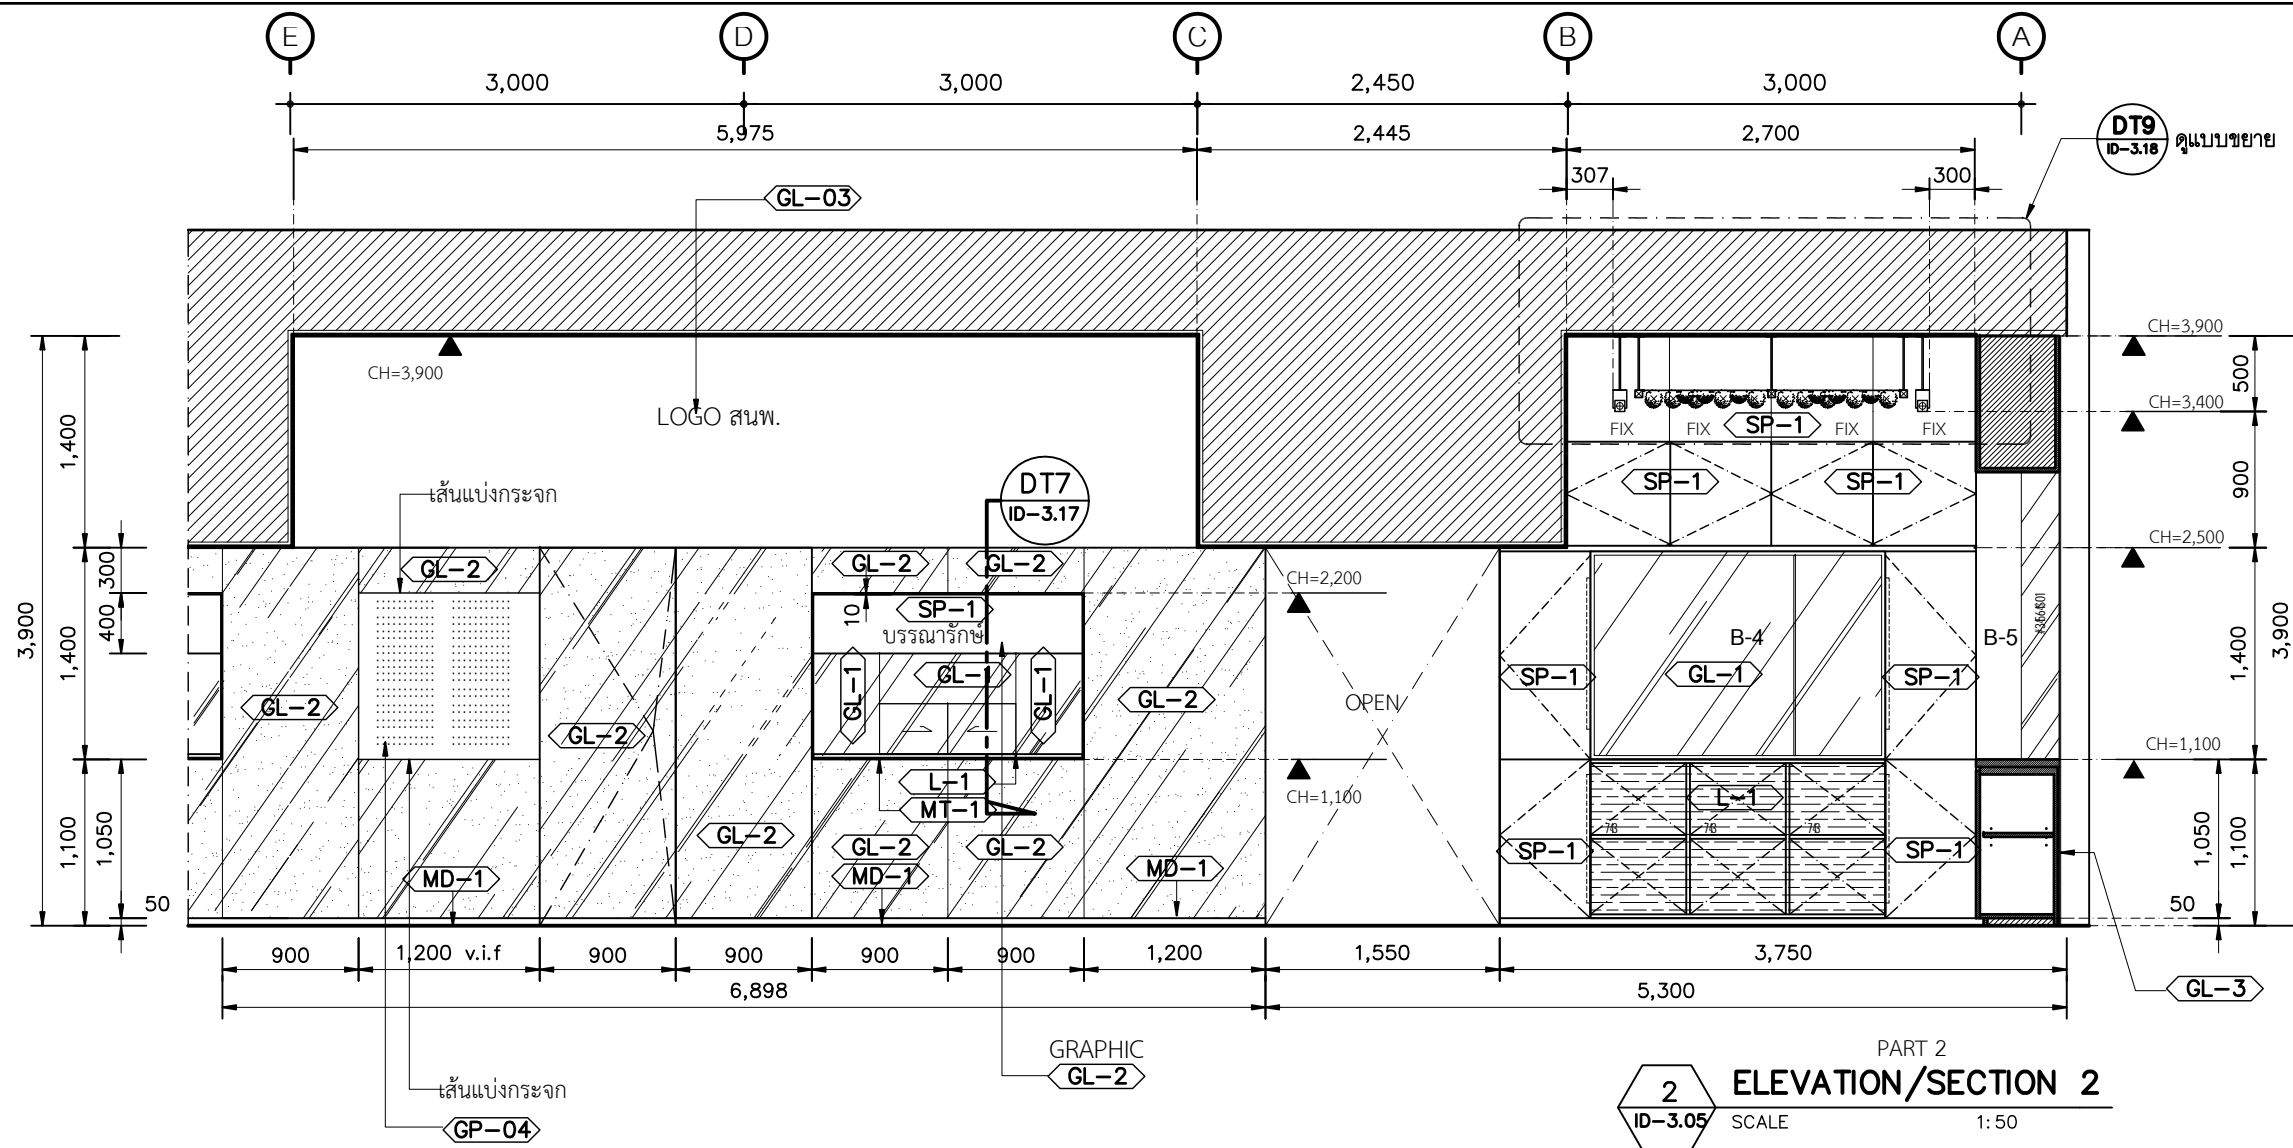 E D C B A
3,000 3,000 2,450 3,000
5,975 2,445 2,700
DT9
ID-3.18
ดูแบบขยาย
307 300
GL-03
CH=3,900
CH=3,900
LOGO สนพ.
CH=3,400
FIX FIX SP-1 FIX FIX
SP-1 SP-1
500
900
1,400
3,900
เส้นแบ่งกระจก
DT7
ID-3.17
CH=2,500
300
400
1,400
GL-2 GL-2 GL-2
CH=2,200
10
SP-1
บรรณารักษ์
GL-1 GL-1 GL-1
GL-2 GL-2 GL-2
OPEN
B-4 B-5
SP-1 GL-1 SP-1
1,400
3,900
CH=1,100
L-1
MT-1
CH=1,100
L-1
743 743 743
GL-2 GL-2 GL-2
MD-1 MD-1 MD-1
SP-1 SP-1
1,100 1,050
1,050 1,100
50 50
900 1,200 v.i.f 900 900 900 900 1,200 1,550 3,750
6,898 5,300
GL-3
GRAPHIC
GL-2
เส้นแบ่งกระจก
GP-04
PART 2
2
ID-3.05
ELEVATION/SECTION 2
SCALE 1:50